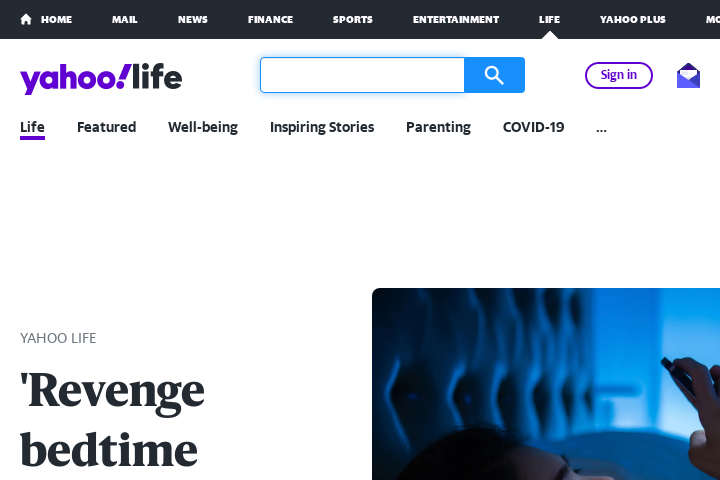 HOME MAIL NEWS FINANCE SPORTS ENTERTAINMENT LIFE YAHOO PLUS
yahoo!life
Sign in
Life Featured Well-being Inspiring Stories Parenting COVID-19 ...
YAHOO LIFE
'Revenge
bedtime